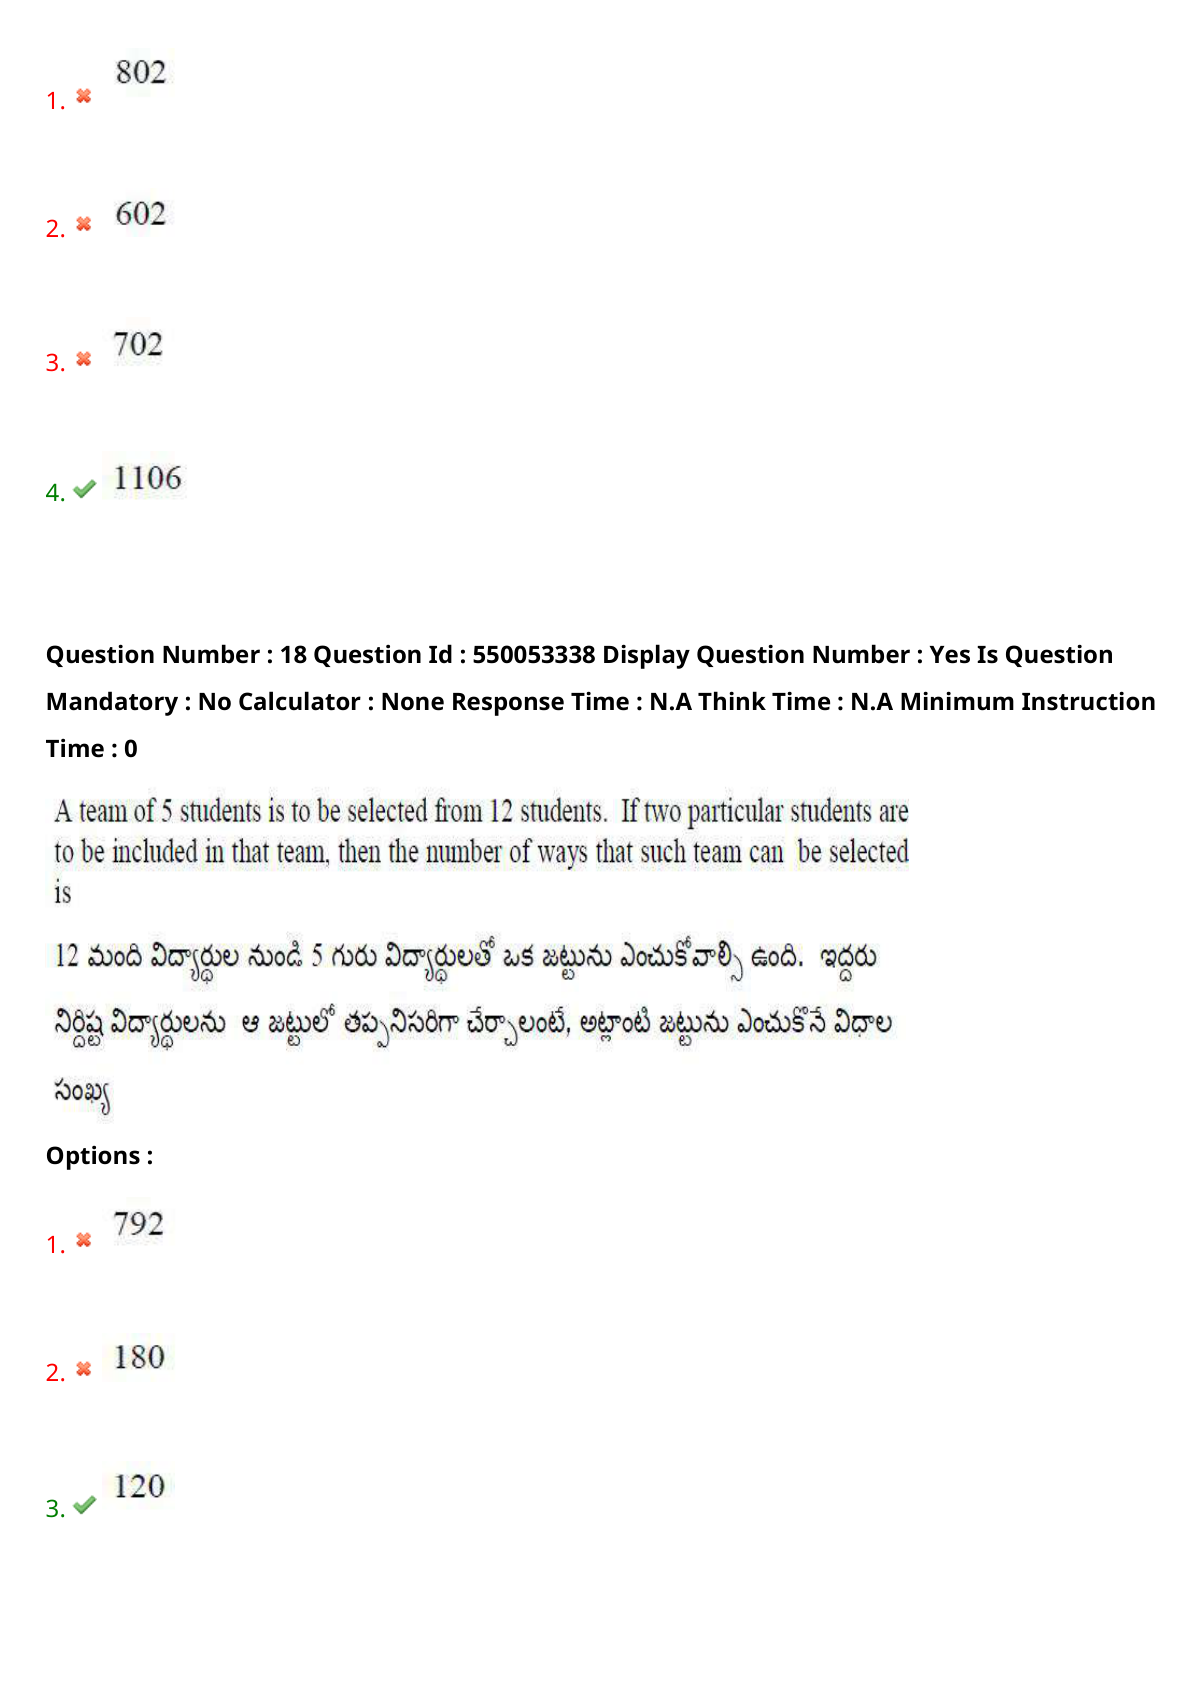 802
1.
602
2.
702
3.
1106
4.
Question Number : 18 Question Id : 550053338 Display Question Number : Yes Is Question
Mandatory : No Calculator : None Response Time : N.A Think Time : N.A Minimum Instruction
Time : 0
A team of 5 students is to be selected from 12 students. If two particular students are
to be included in that team, then the number of ways that such team can be selected
is
12 మంది విద్యార్థుల నుండి 5 గురు విద్యార్థులతో ఒక జట్టును ఎంచుకోవాల్సి ఉంది. ఇద్దరు
నిర్దిష్ట విద్యార్థులను ఆ జట్టులో తప్పనిసరిగా చేర్చాలంటే, అట్లాంటి జట్టును ఎంచుకొనే విధాల
సంఖ్య
Options :
792
1.
180
2.
120
3.